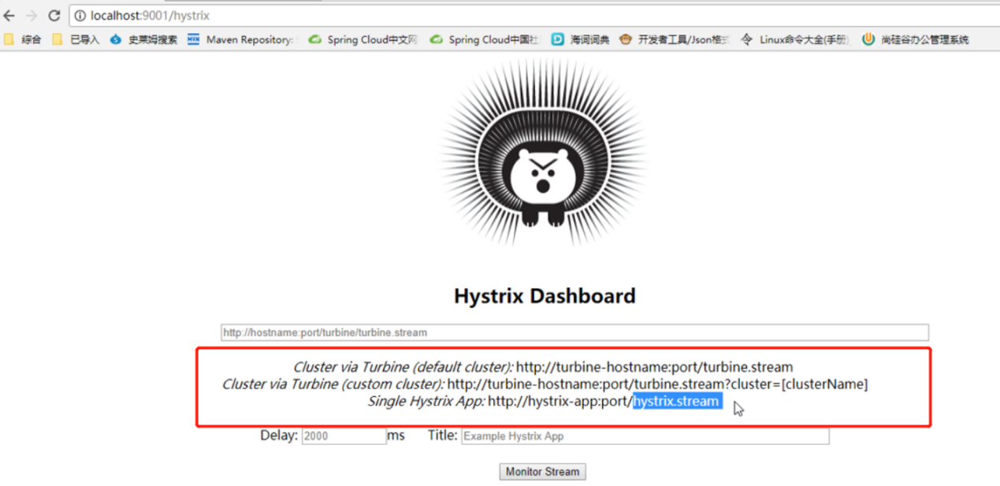 localhost:9001/hystrix
综合 已导入 史莱姆搜索 MVN Maven Repository: Spring Cloud中文网 Spring Cloud中国社 D 海词词典 开发者工具/Json格式 Linux命令大全(手册) 尚硅谷办公管理系统
Hystrix Dashboard
http://hostname:port/turbine/turbine.stream
Cluster via Turbine (default cluster): http://turbine-hostname:port/turbine.stream
Cluster via Turbine (custom cluster): http://turbine-hostname:port/turbine.stream?cluster=[clusterName]
Single Hystrix App: http://hystrix-app:port/hystrix.stream
Delay: 2000 ms Title: Example Hystrix App
Monitor Stream